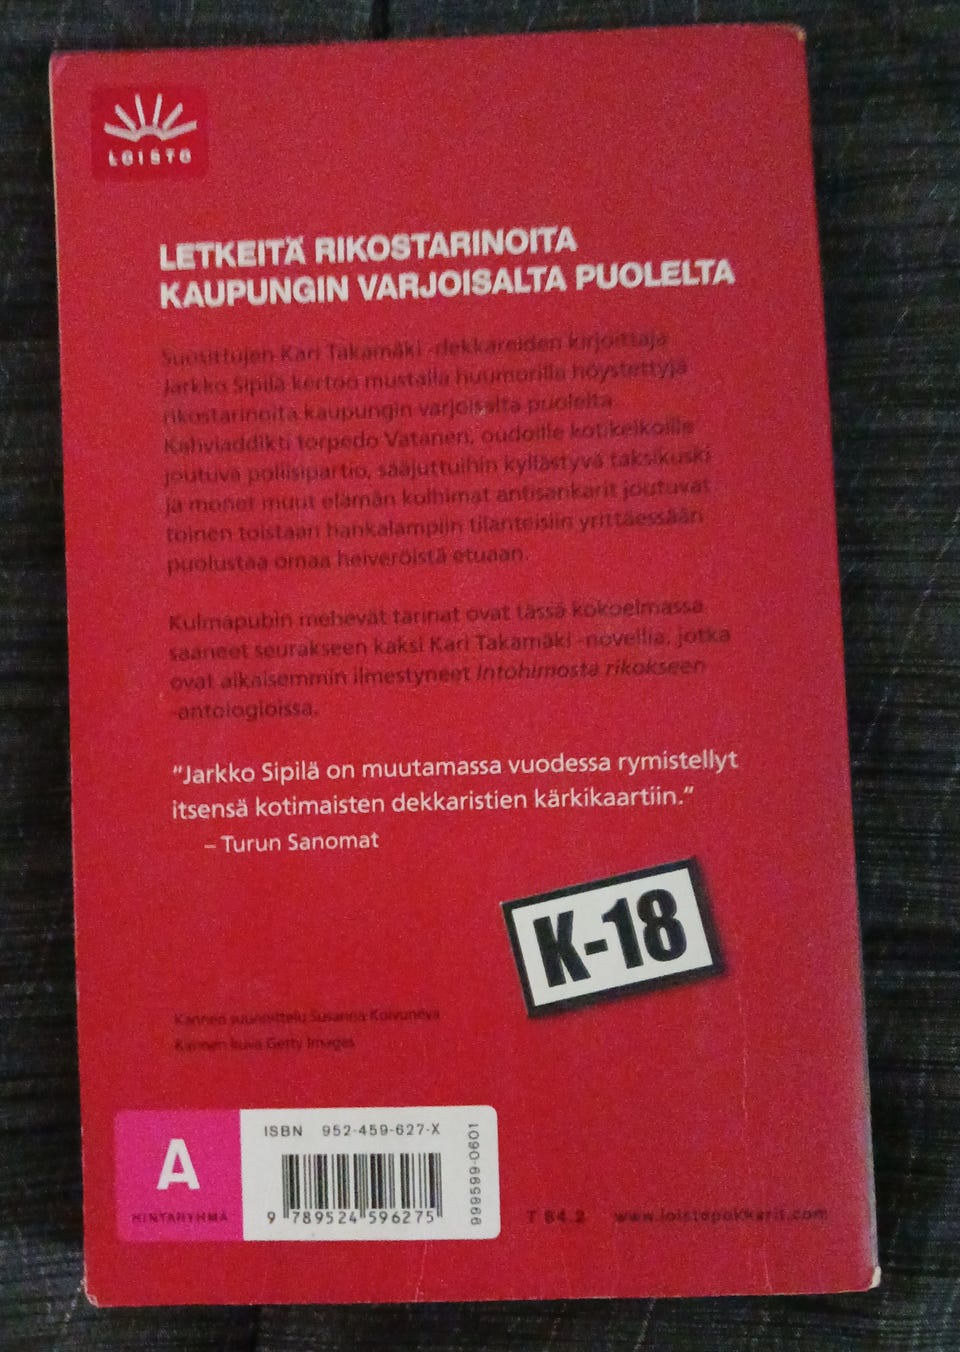 LOISTO
LETKEITÄ RIKOSTARINOITA
KAUPUNGIN VARJOISALTA PUOLELTA
Suosittujen Kari Takamäki -dekkareiden kirjoittaja
Jarkko Sipilä kertoo mustalla huumorilla höystettyjä
rikostarinoita kaupungin varjoisalta puolelta.
Kahviaddikti torpedo Vatanen, oudoille kotikeikoille
joutuva poliisipartio, sääjuttuihin kyllästyvä taksikuski
ja monet muut elämän kolhimat antisankarit joutuvat
toinen toistaan hankalampiin tilanteisiin yrittäessään
puolustaa omaa heiveröistä etuaan.
Kulmapubin mehevät tarinat ovat tässä kokoelmassa
saaneet seurakseen kaksi Kari Takamäki -novellia, jotka
ovat aikaisemmin ilmestyneet Intohimosta rikokseen
-antologioissa.
”Jarkko Sipilä on muutamassa vuodessa rymistellyt
itsensä kotimaisten dekkaristien kärkikaartiin.”
– Turun Sanomat
K-18
Kannen suunnittelu Susanna Koivuneva
Kannen kuva Getty Images
A
HINTARYHMÄ
ISBN 952-459-627-X
9 789524 596275
999599-0601
T 84.2 www.loistopokkarit.com